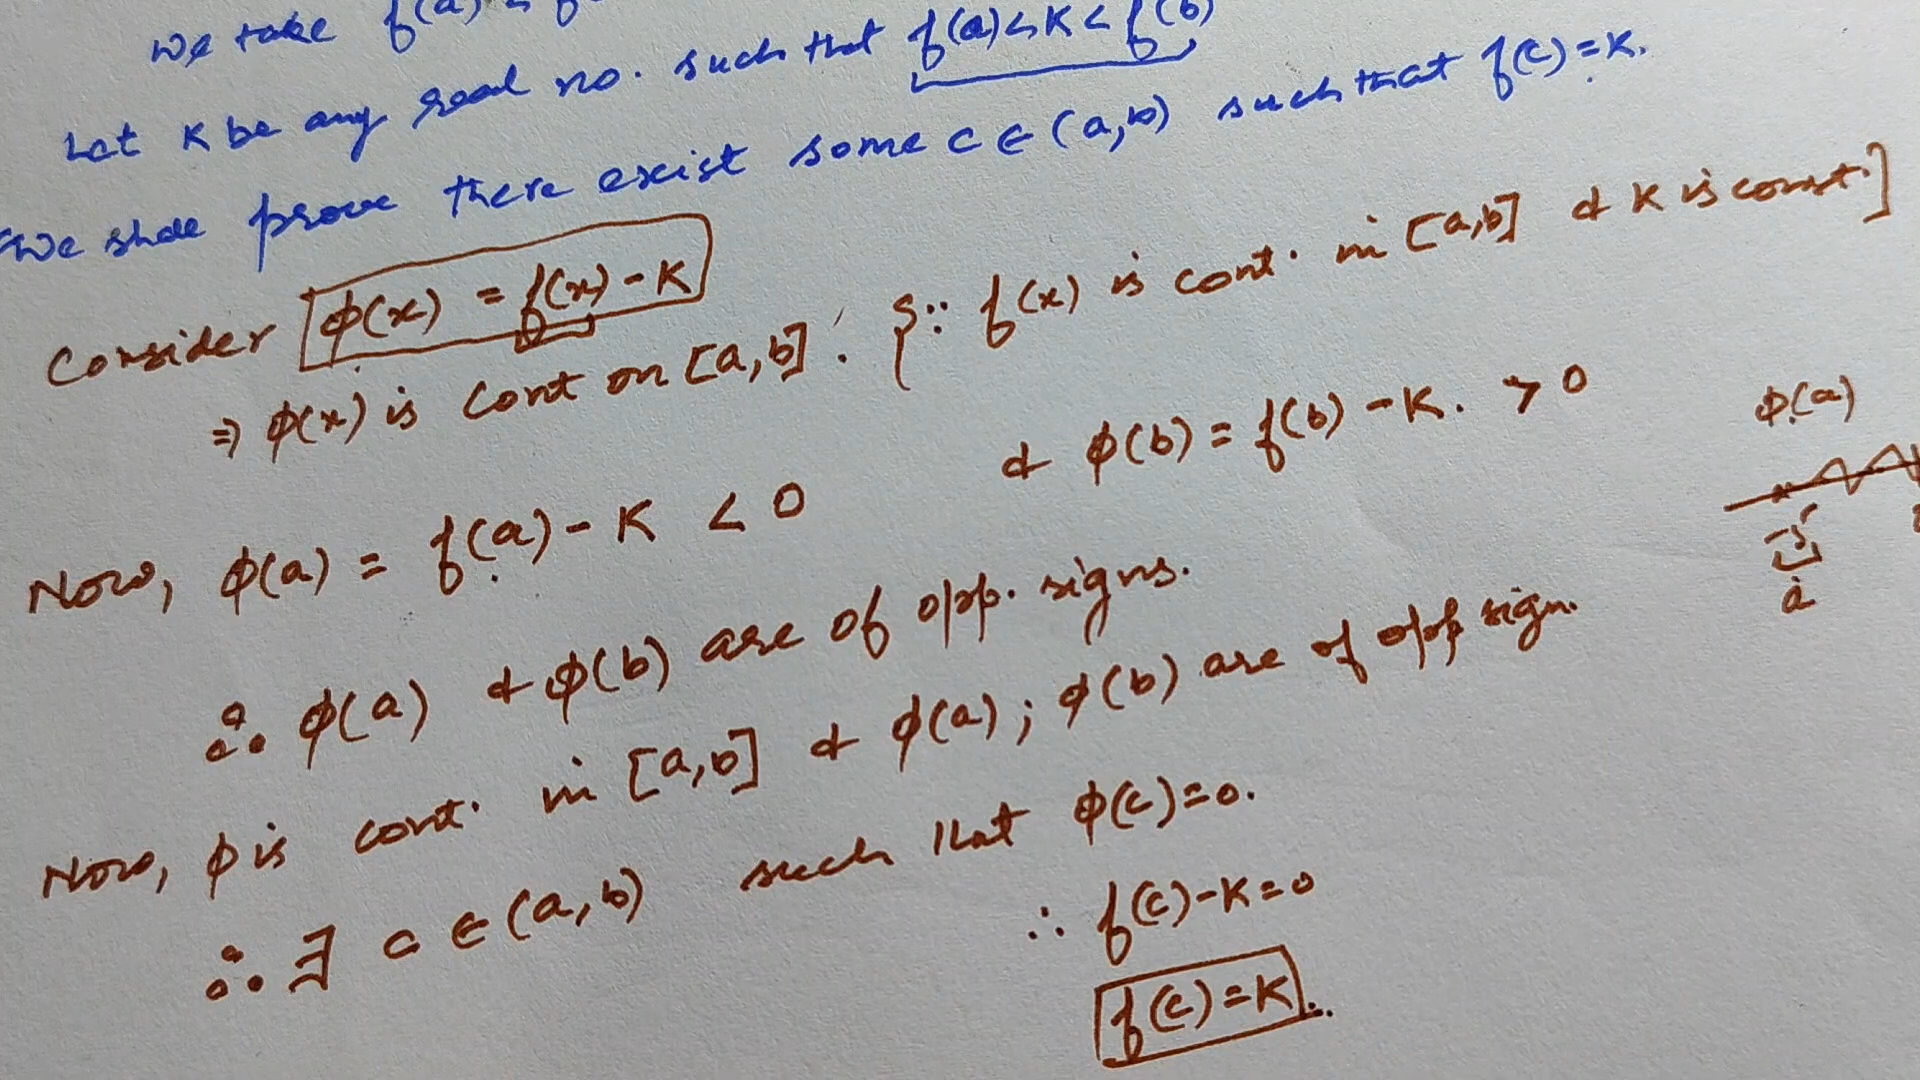 We take f(a) < f
Let K be any real no. such that f(a) < K < f(b)
We shall prove there exist some c ∈ (a,b) such that f(c) = K.
Consider ϕ(x) = f(x) - K
⇒ ϕ(x) is cont on [a,b]. {∵ f(x) is cont. in [a,b] & K is const.]
Now, ϕ(a) = f(a) - K < 0 & ϕ(b) = f(b) - K. > 0
ϕ(a)
a
∴ ϕ(a) & ϕ(b) are of opp. signs.
Now, ϕ is cont. in [a,b] & ϕ(a); ϕ(b) are of opp sign.
∴ ∃ c ∈ (a,b) such that ϕ(c)=0.
∴ f(c)-K=0
f(c)=K.